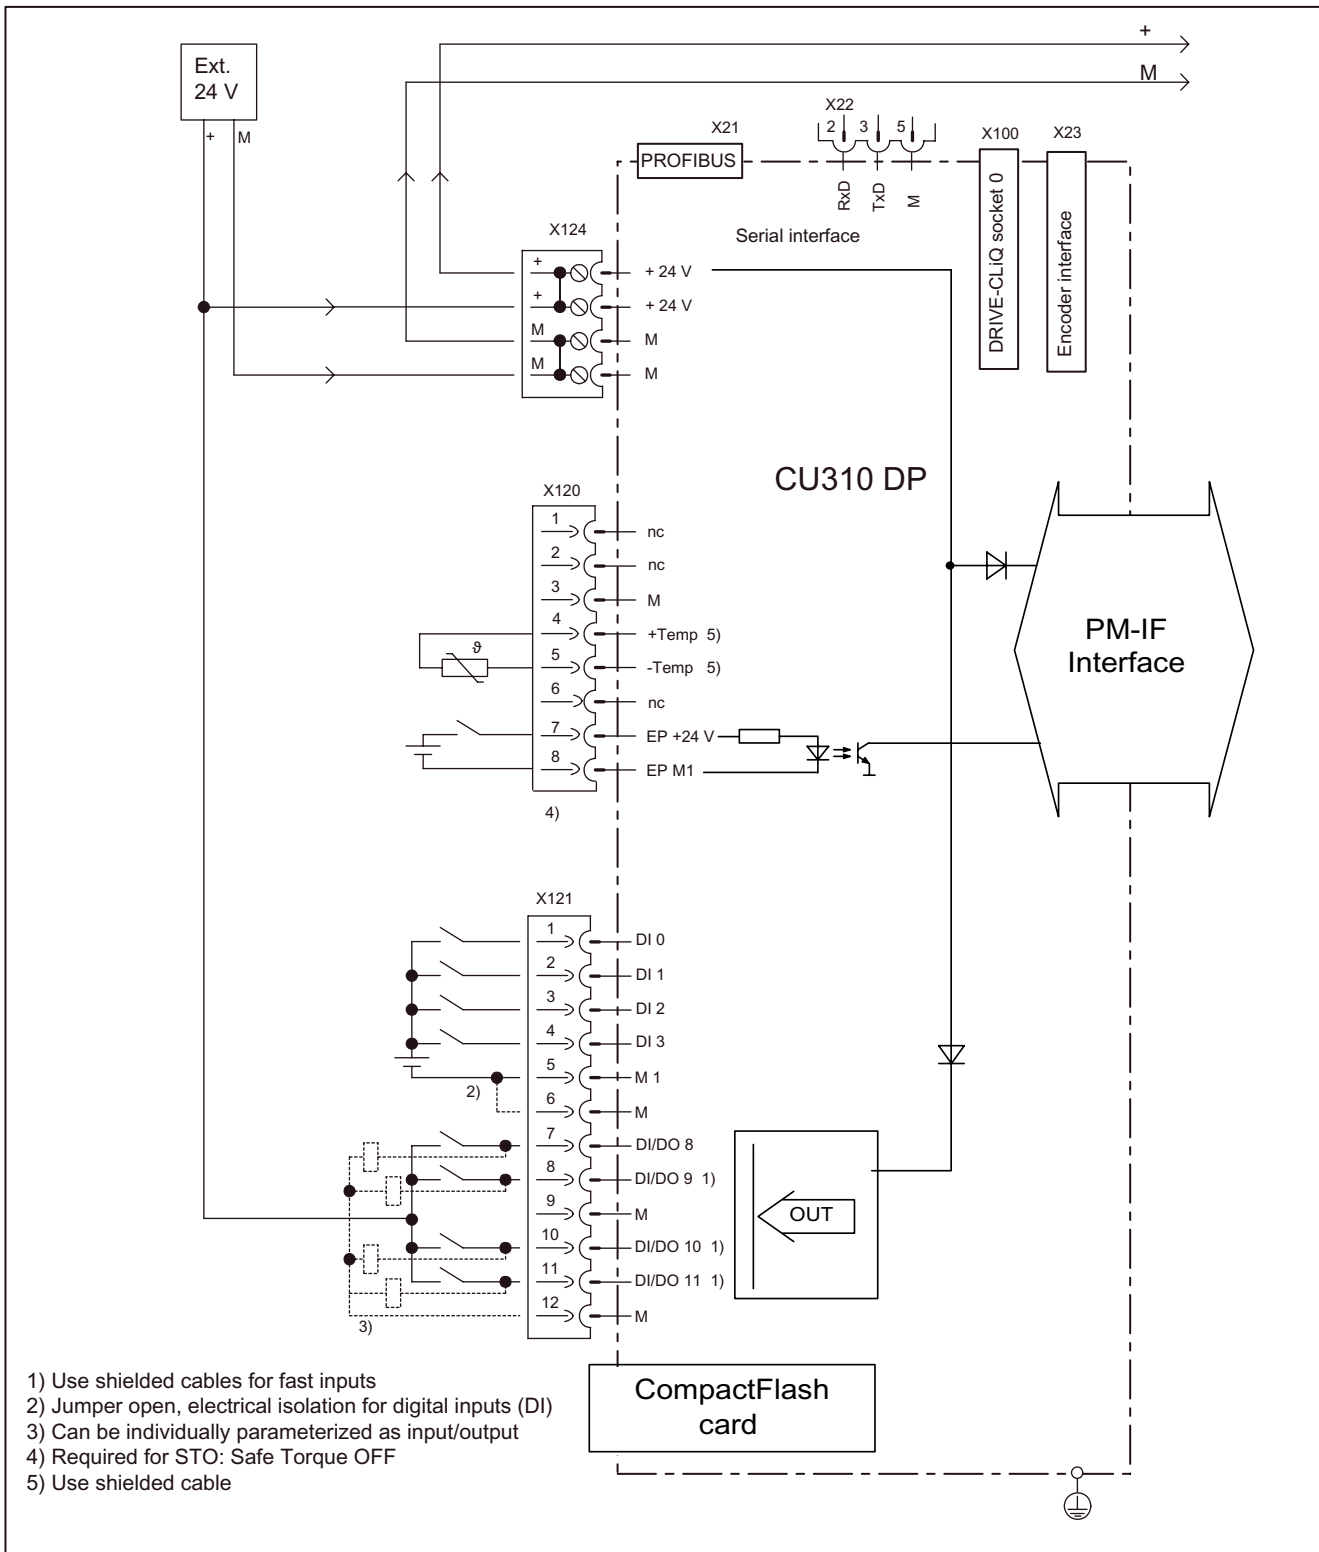 +
M
Ext.
24 V
+ M
X21
PROFIBUS
X22
2 3 5
RxD
TxD
M
Serial interface
X100
DRIVE-CLiQ socket 0
X23
Encoder interface
X124
+ + 24 V
+ + 24 V
M M
M M
CU310 DP
X120
1 nc
2 nc
3 M
4 +Temp 5)
ϑ
5 -Temp 5)
6 nc
7 EP +24 V
8 EP M1
4)
PM-IF
Interface
X121
1 DI 0
2 DI 1
3 DI 2
4 DI 3
5 M 1
2)
6 M
7 DI/DO 8
8 DI/DO 9 1)
9 M
10 DI/DO 10 1)
11 DI/DO 11 1)
12 M
3)
OUT
CompactFlash
card
1) Use shielded cables for fast inputs
2) Jumper open, electrical isolation for digital inputs (DI)
3) Can be individually parameterized as input/output
4) Required for STO: Safe Torque OFF
5) Use shielded cable